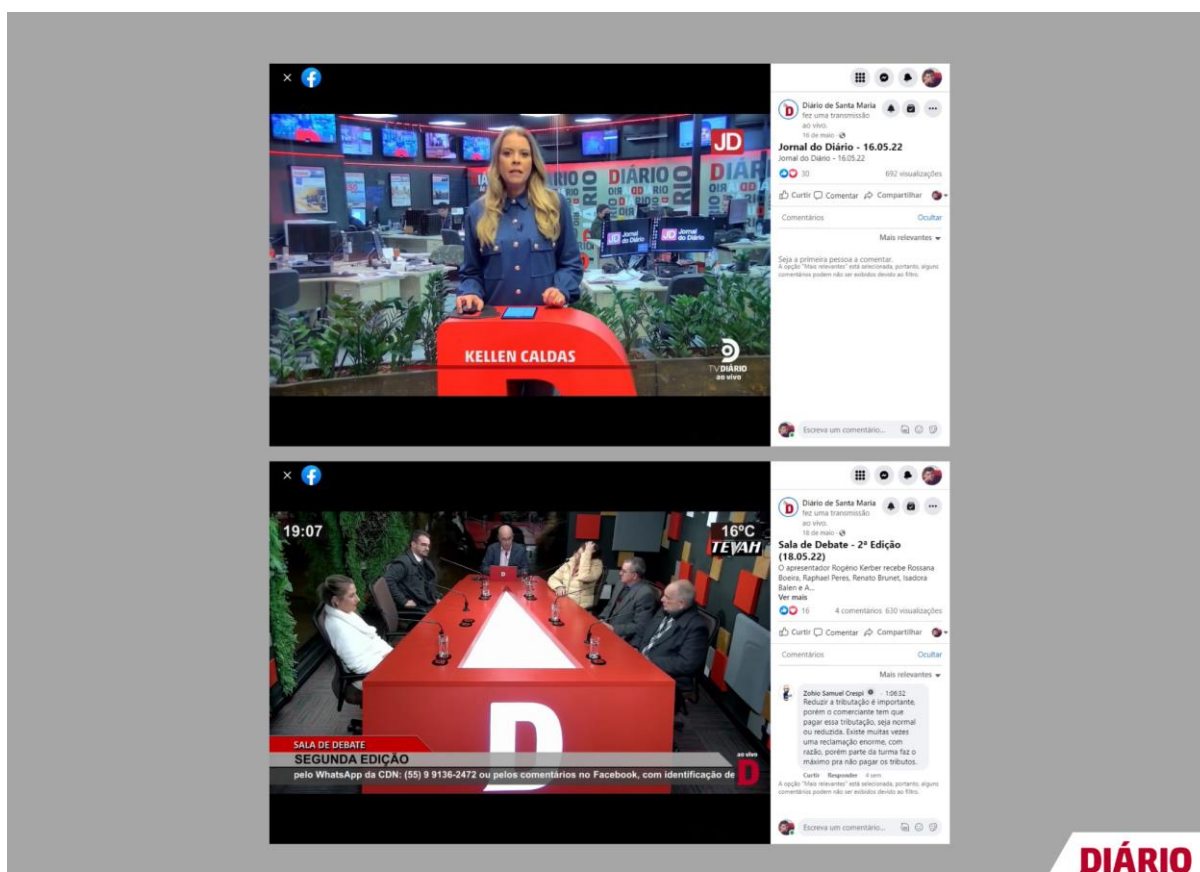 JD
DIÁRIO
Jornal
do Diário
JD
Jornal
do Diário
KELLEN CALDAS
TV DIÁRIO
ao vivo
Diário de Santa Maria
fez uma transmissão
ao vivo.
16 de maio ·
Jornal do Diário - 16.05.22
Jornal do Diário - 16.05.22
30 692 visualizações
Curtir Comentar Compartilhar
Comentários Ocultar
Mais relevantes
Seja a primeira pessoa a comentar.
A opção "Mais relevantes" está selecionada, portanto, alguns
comentários podem não ser exibidos devido ao filtro.
Escreva um comentário...
19:07
16ºC
TEVAH
D
SALA DE DEBATE
SEGUNDA EDIÇÃO
pelo WhatsApp da CDN: (55) 9 9136-2472 ou pelos comentários no Facebook, com identificação de
ao vivo
D
Diário de Santa Maria
fez uma transmissão
ao vivo.
18 de maio ·
Sala de Debate - 2ª Edição
(18.05.22)
O apresentador Rogério Kerber recebe Rossana
Boeira, Raphael Peres, Renato Brunet, Isadora
Balen e A...
Ver mais
16 4 comentários 630 visualizações
Curtir Comentar Compartilhar
Comentários Ocultar
Mais relevantes
Zohio Samuel Crespi · 1:06:32
Reduzir a tributação é importante,
porém o comerciante tem que
pagar essa tributação, seja normal
ou reduzida. Existe muitas vezes
uma reclamação enorme, com
razão, porém parte da turma faz o
máximo pra não pagar os tributos.
Curtir Responder 4 sem
A opção "Mais relevantes" está selecionada, portanto, alguns
comentários podem não ser exibidos devido ao filtro.
Escreva um comentário...
DIÁRIO